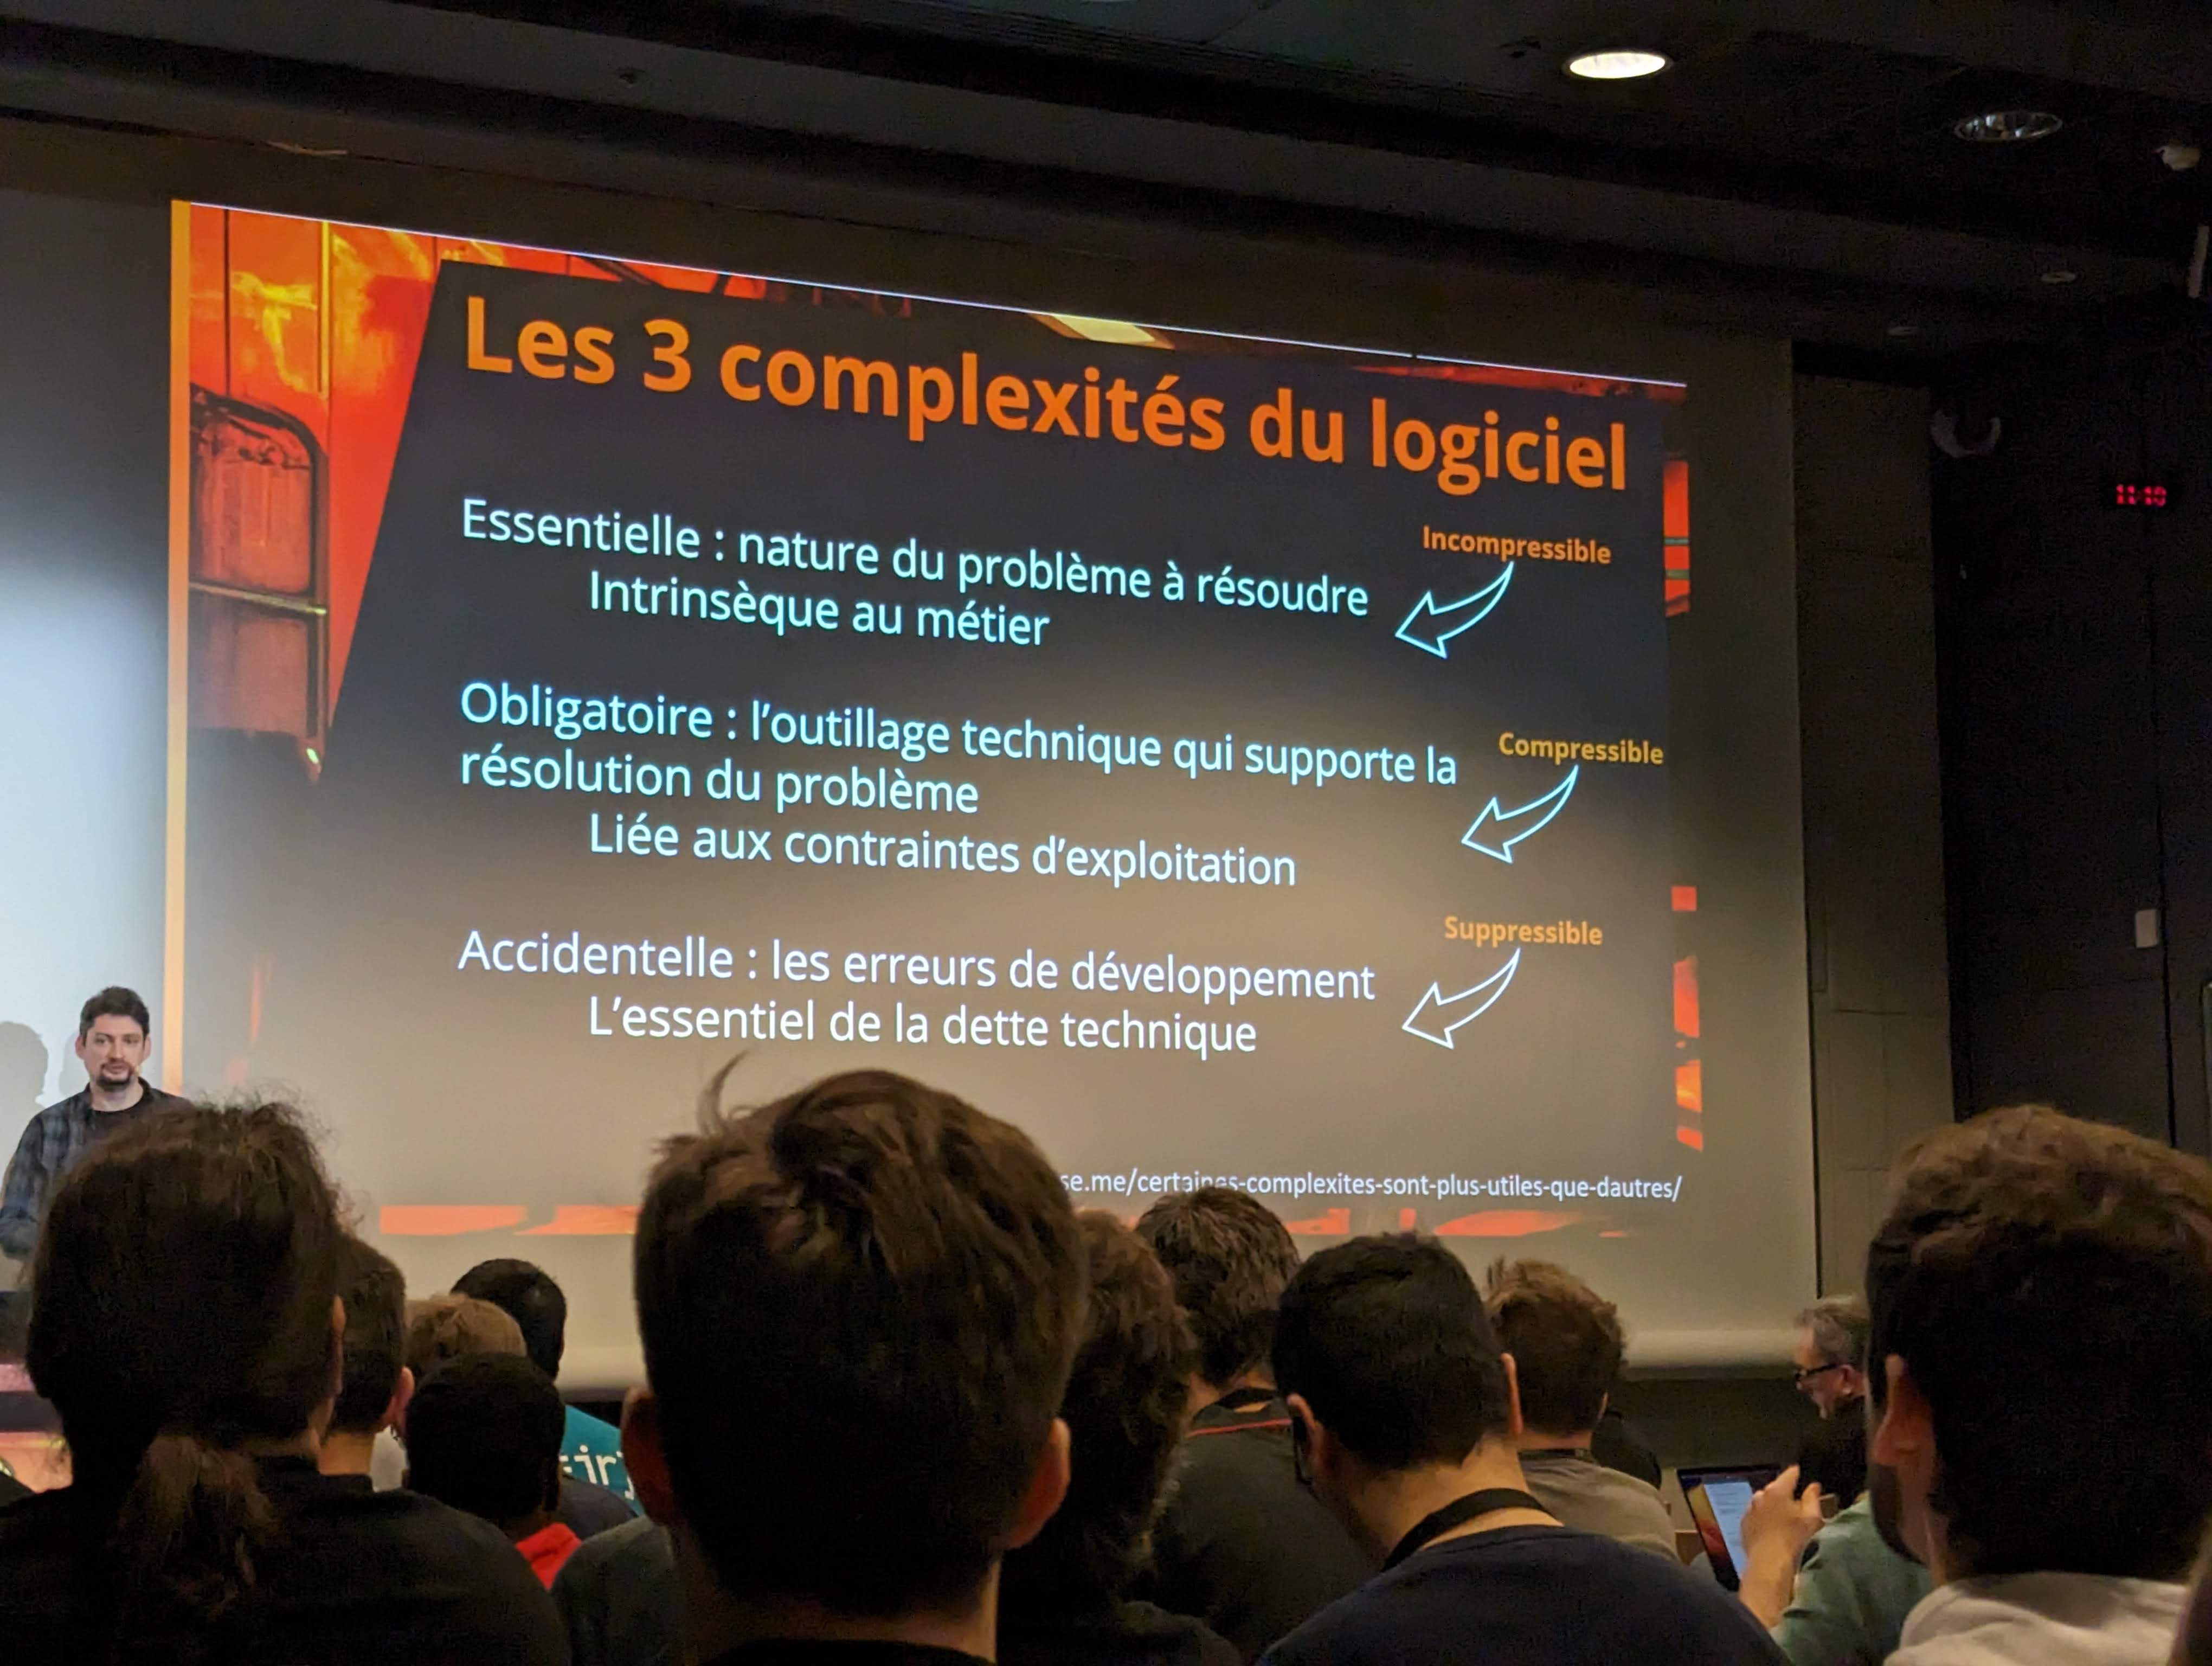 Les 3 complexités du logiciel
Essentielle : nature du problème à résoudre
Intrinsèque au métier
Incompressible
Obligatoire : l'outillage technique qui supporte la
résolution du problème
Liée aux contraintes d'exploitation
Compressible
Accidentelle : les erreurs de développement
L'essentiel de la dette technique
Suppressible
se.me/certaines-complexites-sont-plus-utiles-que-dautres/